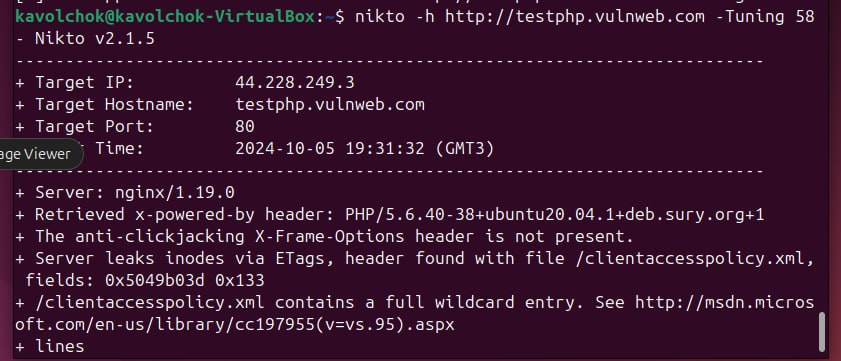 kavolchok@kavolchok-VirtualBox:~$ nikto -h http://testphp.vulnweb.com -Tuning 58
- Nikto v2.1.5
---------------------------------------------------------------------------
+ Target IP:          44.228.249.3
+ Target Hostname:    testphp.vulnweb.com
+ Target Port:        80
age Viewer
Time:               2024-10-05 19:31:32 (GMT3)
---------------------------------------------------------------------------
+ Server: nginx/1.19.0
+ Retrieved x-powered-by header: PHP/5.6.40-38+ubuntu20.04.1+deb.sury.org+1
+ The anti-clickjacking X-Frame-Options header is not present.
+ Server leaks inodes via ETags, header found with file /clientaccesspolicy.xml,
fields: 0x5049b03d 0x133
+ /clientaccesspolicy.xml contains a full wildcard entry. See http://msdn.micros
oft.com/en-us/library/cc197955(v=vs.95).aspx
+ lines